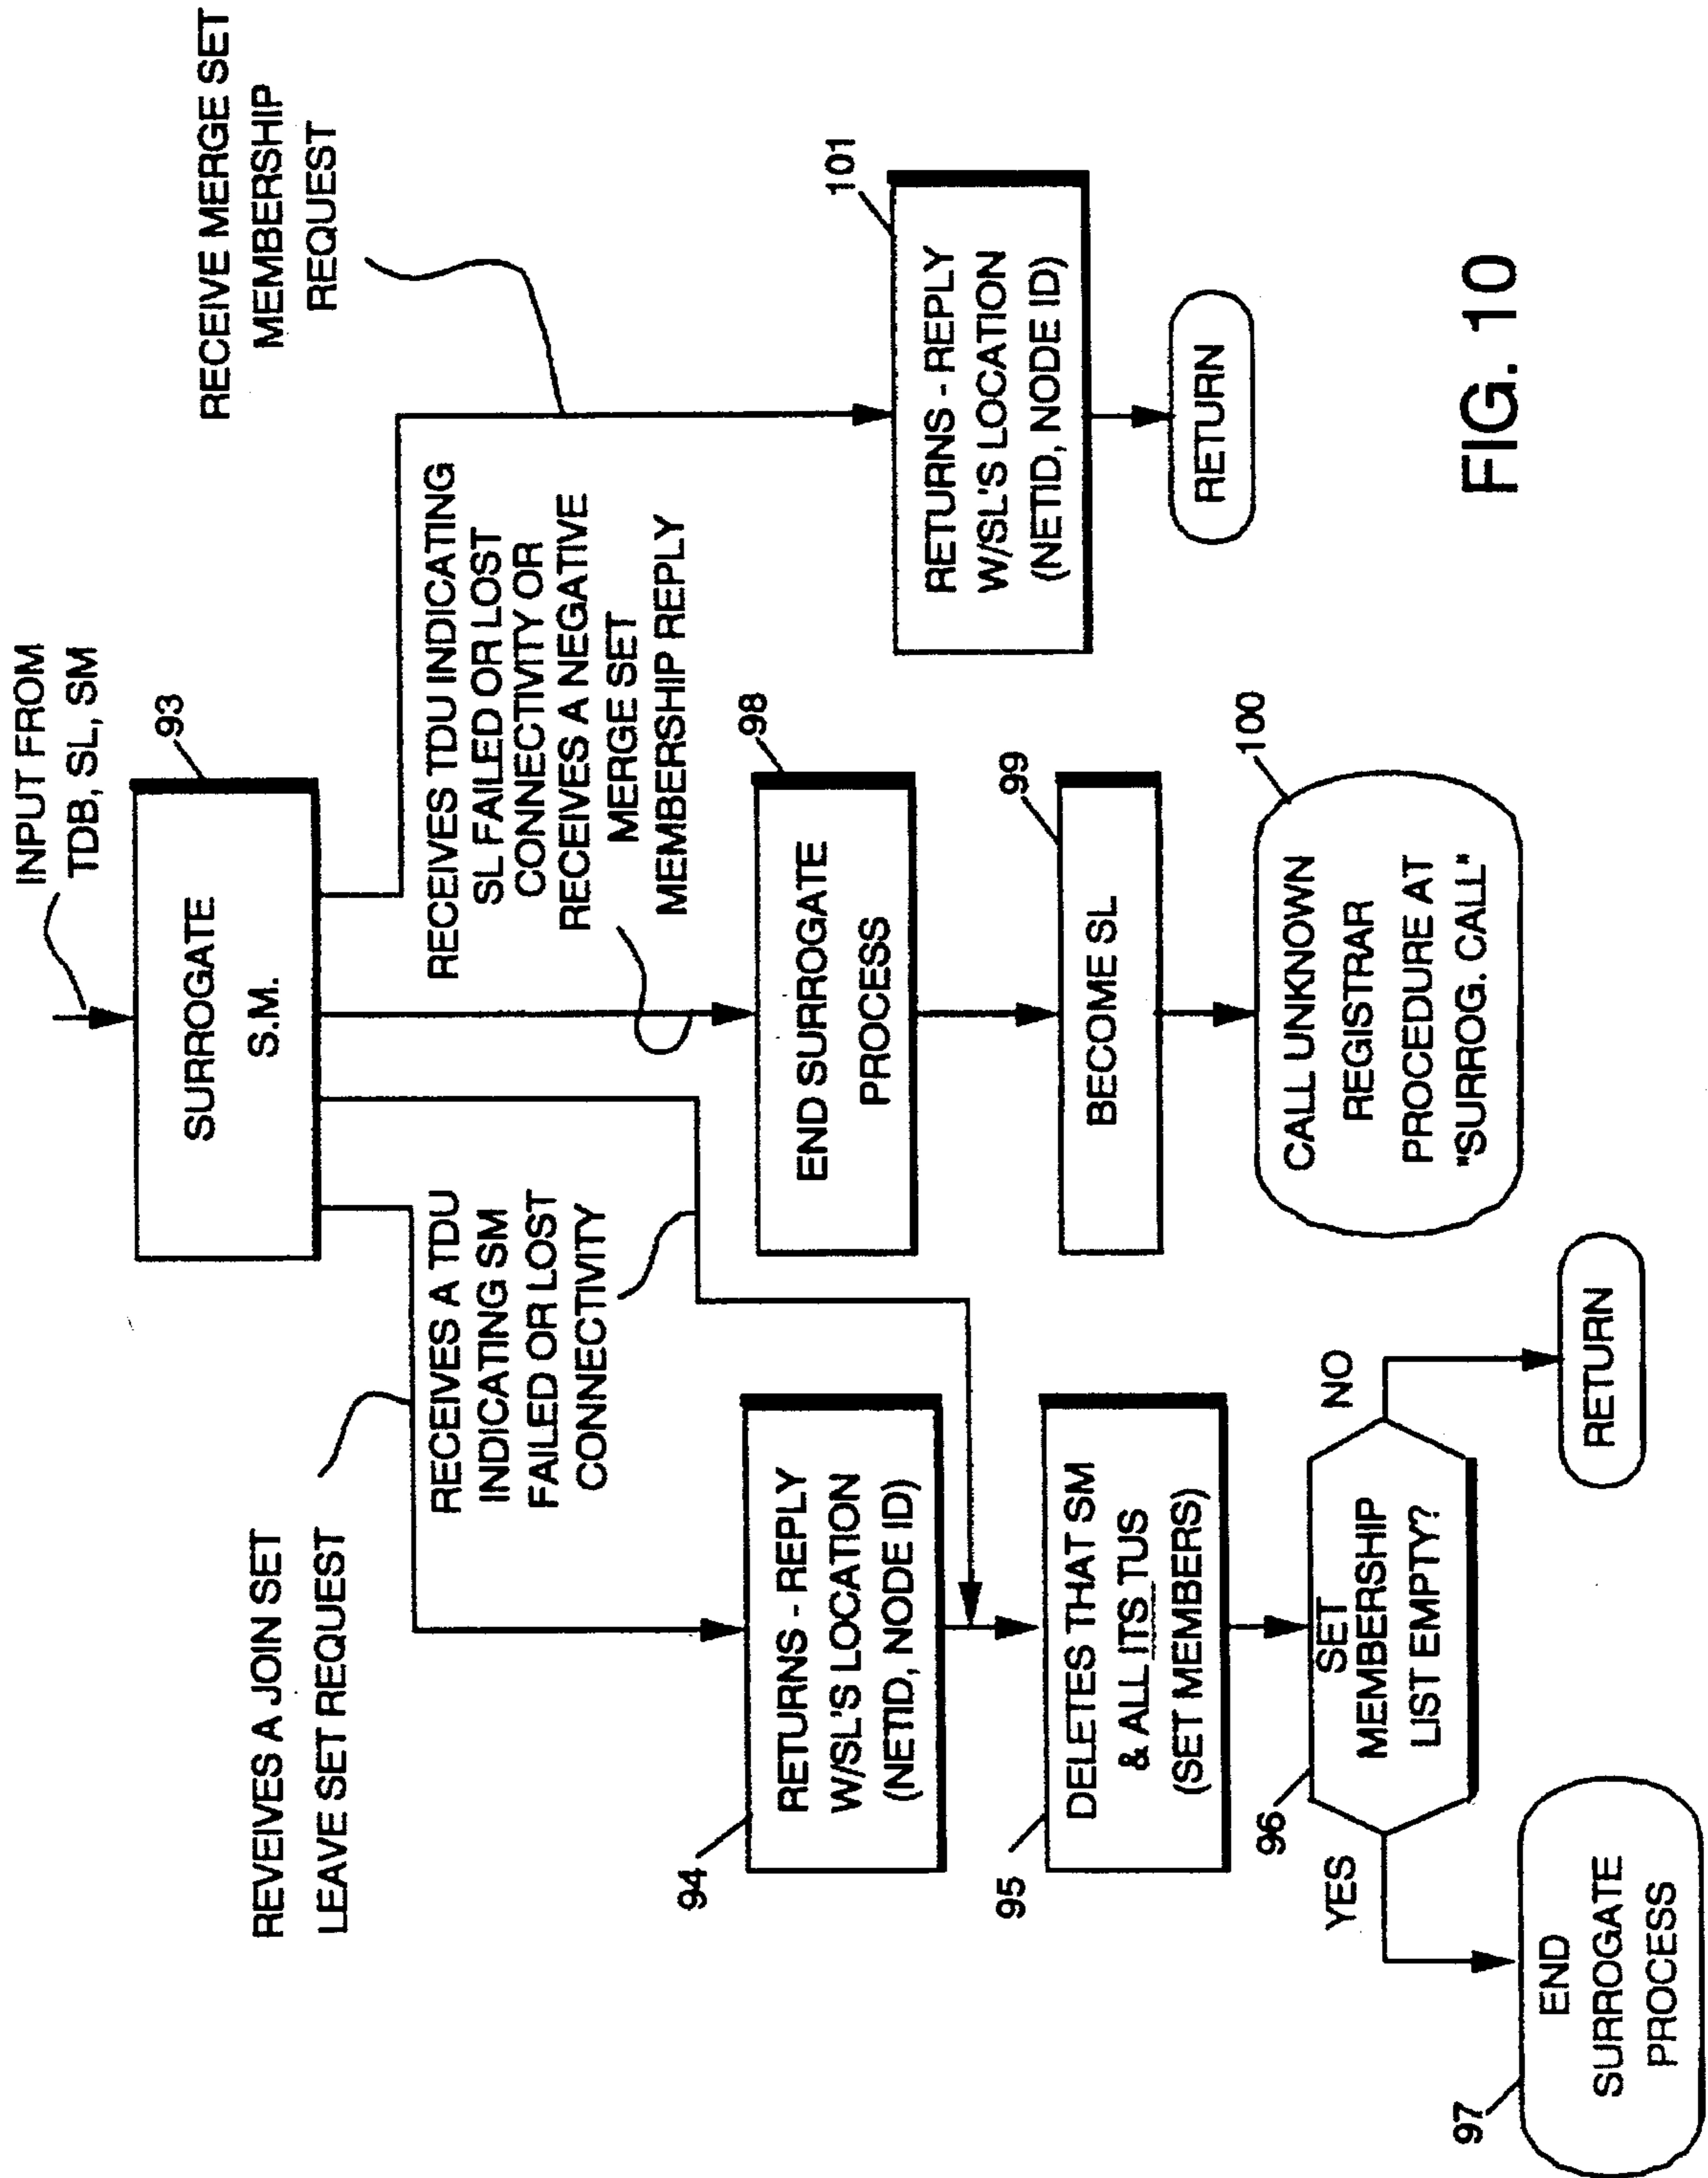 INPUT FROM
TDB, SL, SM
93
SURROGATE
S.M.
REVEIVES A JOIN SET
LEAVE SET REQUEST
RECEIVES A TDU
INDICATING SM
FAILED OR LOST
CONNECTIVITY
RECEIVES TDU INDICATING
SL FAILED OR LOST
CONNECTIVITY OR
RECEIVES A NEGATIVE
MERGE SET
MEMBERSHIP REPLY
RECEIVE MERGE SET
MEMBERSHIP
REQUEST
94
RETURNS - REPLY
W/SL'S LOCATION
(NETID, NODE ID)
95
DELETES THAT SM
& ALL ITS TUS
(SET MEMBERS)
96
SET
MEMBERSHIP
LIST EMPTY?
YES
NO
97
END
SURROGATE
PROCESS
RETURN
98
END SURROGATE
PROCESS
99
BECOME SL
100
CALL UNKNOWN
REGISTRAR
PROCEDURE AT
"SURROG. CALL"
101
RETURNS - REPLY
W/SL'S LOCATION
(NETID, NODE ID)
RETURN
FIG. 10